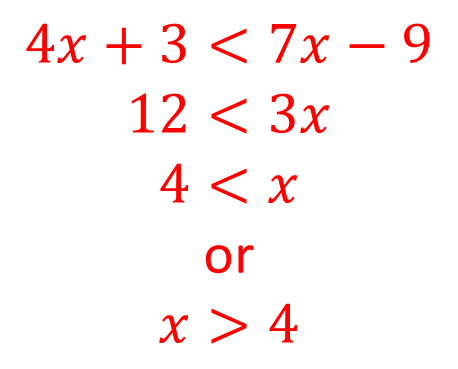 4x + 3 < 7x − 9
12 < 3x
4 < x
or
x > 4